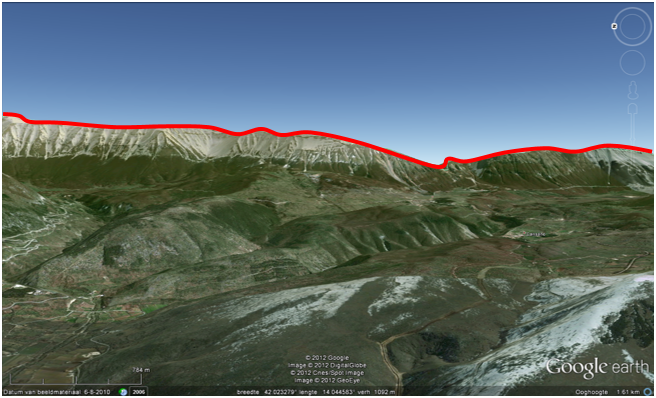 784 m
© 2012 Google
Image © 2012 DigitalGlobe
© 2012 Cnes/Spot Image
Image © 2012 GeoEye
Google earth
Datum van beeldmateriaal 6-8-2010 2006 breedte 42.023279° lengte 14.044583° verh 1092 m Ooghoogte 1.61 km